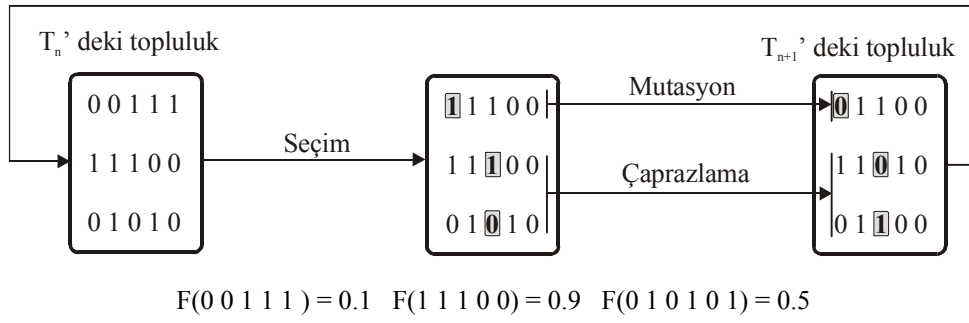 Tn' deki topluluk
Tn+1' deki topluluk
0 0 1 1 1
1 1 1 0 0
0 1 0 1 0
Seçim
1 1 1 0 0
1 1 1 0 0
0 1 0 1 0
Mutasyon
Çaprazlama
0 1 1 0 0
1 1 0 1 0
0 1 1 0 0
F(0 0 1 1 1 ) = 0.1 F(1 1 1 0 0) = 0.9 F(0 1 0 1 0 1) = 0.5